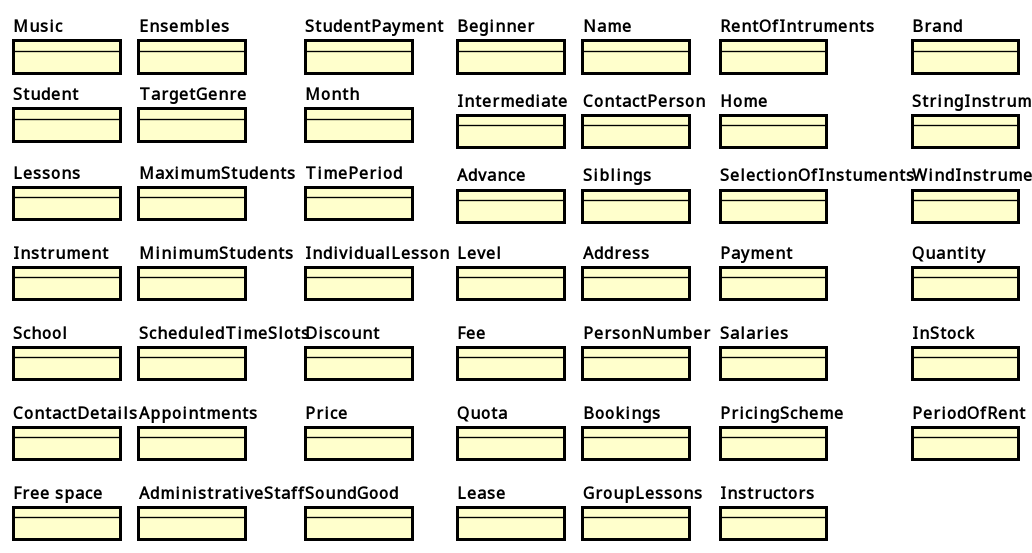 Music Ensembles StudentPayment Beginner Name RentOfIntruments Brand
Student TargetGenre Month Intermediate ContactPerson Home StringInstrum
Lessons MaximumStudents TimePeriod Advance Siblings SelectionOfInstuments WindInstrume
Instrument MinimumStudents IndividualLesson Level Address Payment Quantity
School ScheduledTimeSlots Discount Fee PersonNumber Salaries InStock
ContactDetails Appointments Price Quota Bookings PricingScheme PeriodOfRent
Free space AdministrativeStaff SoundGood Lease GroupLessons Instructors